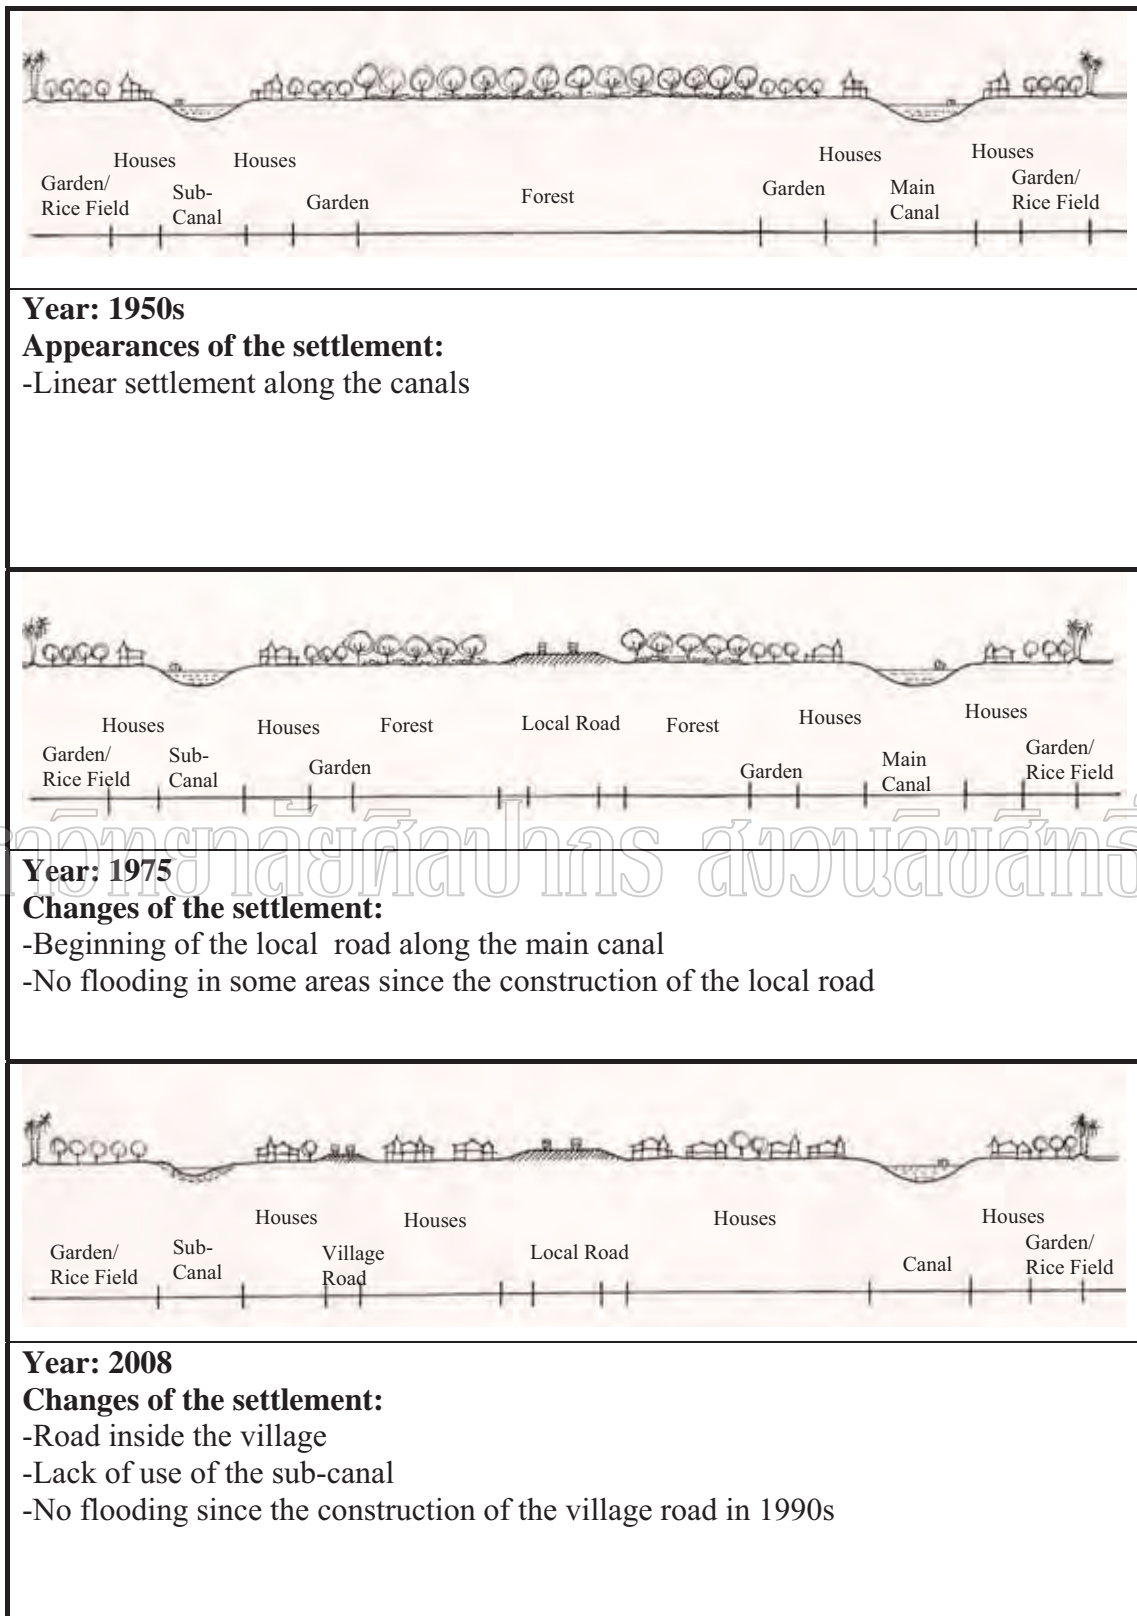 Houses Houses Houses Houses
Garden/ Rice Field Sub-Canal Garden Forest Garden Main Canal Garden/ Rice Field
Year: 1950s
Appearances of the settlement:
-Linear settlement along the canals
Houses Houses Forest Local Road Forest Houses Houses
Garden/ Rice Field Sub-Canal Garden Garden Main Canal Garden/ Rice Field
Year: 1975
Changes of the settlement:
-Beginning of the local road along the main canal
-No flooding in some areas since the construction of the local road
Houses Houses Houses Houses
Garden/ Rice Field Sub-Canal Village Road Local Road Canal Garden/ Rice Field
Year: 2008
Changes of the settlement:
-Road inside the village
-Lack of use of the sub-canal
-No flooding since the construction of the village road in 1990s